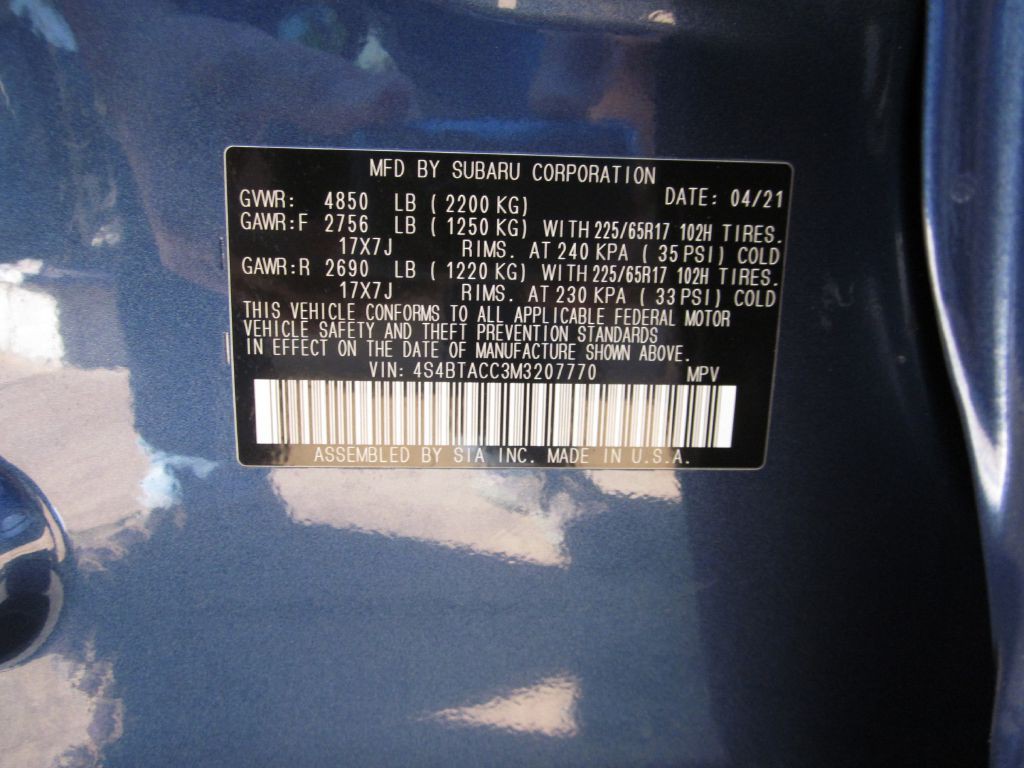 MFD BY SUBARU CORPORATION
GVWR: 4850 LB ( 2200 KG) DATE: 04/21
GAWR:F 2756 LB ( 1250 KG) WITH 225/65R17 102H TIRES.
17X7J RIMS. AT 240 KPA ( 35 PSI) COLD
GAWR:R 2690 LB ( 1220 KG) WITH 225/65R17 102H TIRES.
17X7J RIMS. AT 230 KPA ( 33 PSI) COLD
THIS VEHICLE CONFORMS TO ALL APPLICABLE FEDERAL MOTOR
VEHICLE SAFETY AND THEFT PREVENTION STANDARDS
IN EFFECT ON THE DATE OF MANUFACTURE SHOWN ABOVE.
VIN: 4S4BTACC3M3207770 MPV
ASSEMBLED BY SIA INC. MADE IN U.S.A.